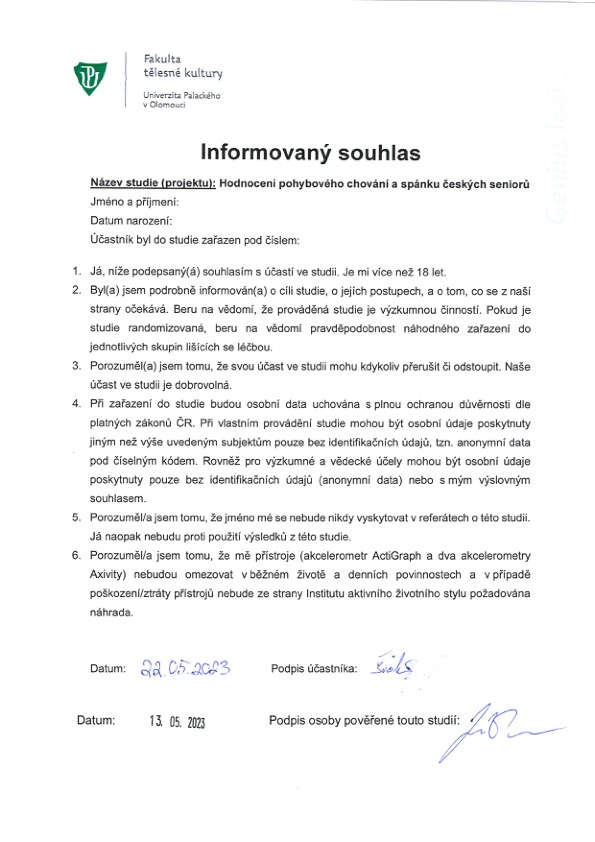 Fakulta
tělesné kultury
Univerzita Palackého
v Olomouci
Genius loci
Informovaný souhlas
Název studie (projektu): Hodnocení pohybového chování a spánku českých seniorů
Jméno a příjmení:
Datum narození:
Účastník byl do studie zařazen pod číslem:
1. Já, níže podepsaný(á) souhlasím s účastí ve studii. Je mi více než 18 let.
2. Byl(a) jsem podrobně informován(a) o cíli studie, o jejích postupech, a o tom, co se z naší
strany očekává. Beru na vědomí, že prováděná studie je výzkumnou činností. Pokud je
studie randomizovaná, beru na vědomí pravděpodobnost náhodného zařazení do
jednotlivých skupin lišících se léčbou.
3. Porozuměl(a) jsem tomu, že svou účast ve studii mohu kdykoliv přerušit či odstoupit. Naše
účast ve studii je dobrovolná.
4. Při zařazení do studie budou osobní data uchována s plnou ochranou důvěrnosti dle
platných zákonů ČR. Při vlastním provádění studie mohou být osobní údaje poskytnuty
jiným než výše uvedeným subjektům pouze bez identifikačních údajů, tzn. anonymní data
pod číselným kódem. Rovněž pro výzkumné a vědecké účely mohou být osobní údaje
poskytnuty pouze bez identifikačních údajů (anonymní data) nebo s mým výslovným
souhlasem.
5. Porozuměl/a jsem tomu, že jméno mé se nebude nikdy vyskytovat v referátech o této studii.
Já naopak nebudu proti použití výsledků z této studie.
6. Porozuměl/a jsem tomu, že mě přístroje (akcelerometr ActiGraph a dva akcelerometry
Axivity) nebudou omezovat v běžném životě a denních povinnostech a v případě
poškození/ztráty přístrojů nebude ze strany Institutu aktivního životního stylu požadována
náhrada.
Datum: 22.05.2023 Podpis účastníka:
Datum: 13. 05. 2023 Podpis osoby pověřené touto studií: